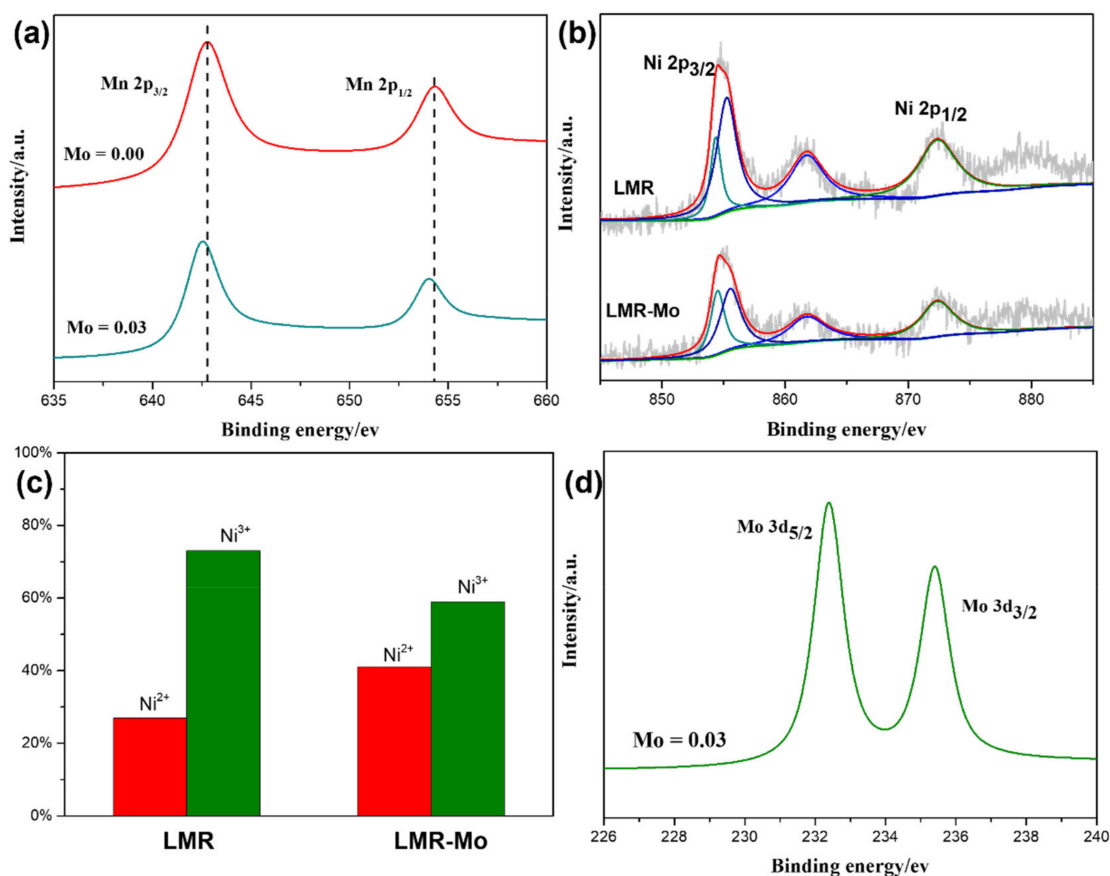 (a)
Mn 2p3/2
Mn 2p1/2
Mo = 0.00
Mo = 0.03
Intensity/a.u.
635 640 645 650 655 660
Binding energy/ev
(b)
Ni 2p3/2
Ni 2p1/2
LMR
LMR-Mo
Intensity/a.u.
850 860 870 880
Binding energy/ev
(c)
100%
80%
60%
40%
20%
0%
Ni2+
Ni3+
Ni2+
Ni3+
LMR LMR-Mo
(d)
Mo 3d5/2
Mo 3d3/2
Mo = 0.03
Intensity/a.u.
226 228 230 232 234 236 238 240
Binding energy/ev